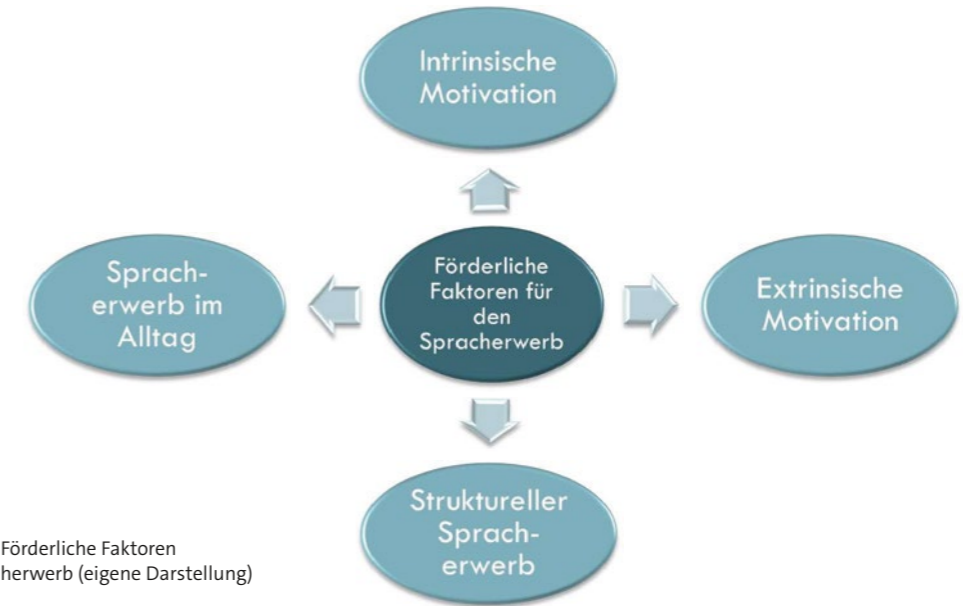 Intrinsische
Motivation
Sprach-
erwerb im
Alltag
Förderliche
Faktoren für
den
Spracherwerb
Extrinsische
Motivation
Struktureller
Sprach-
erwerb
Förderliche Faktoren
herwerb (eigene Darstellung)